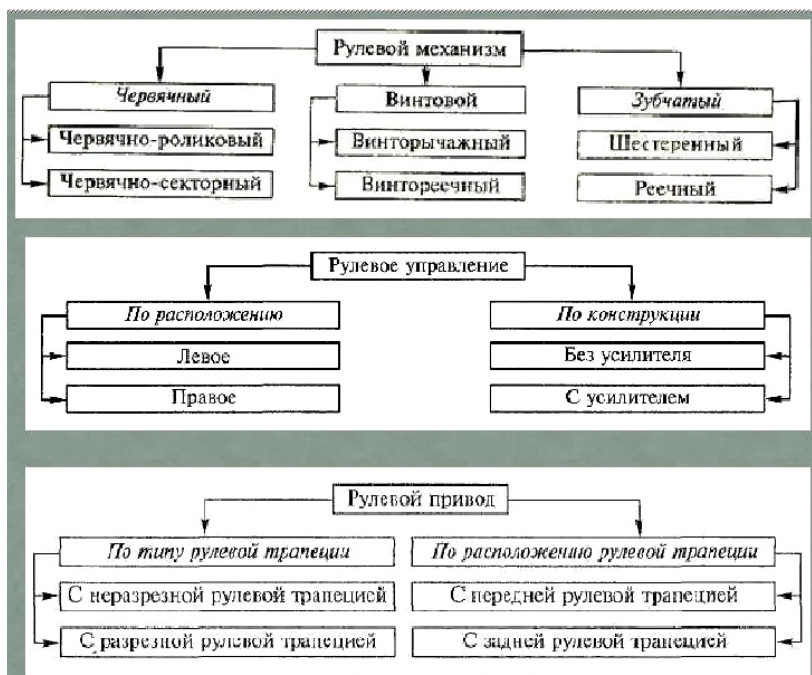 Рулевой механизм
Червячный
Винтовой
Зубчатый
Червячно-роликовый
Винторычажный
Шестеренный
Червячно-секторный
Винтореечный
Реечный
Рулевое управление
По расположению
По конструкции
Левое
Без усилителя
Правое
С усилителем
Рулевой привод
По типу рулевой трапеции
По расположению рулевой трапеции
С неразрезной рулевой трапецией
С передней рулевой трапецией
С разрезной рулевой трапецией
С задней рулевой трапецией